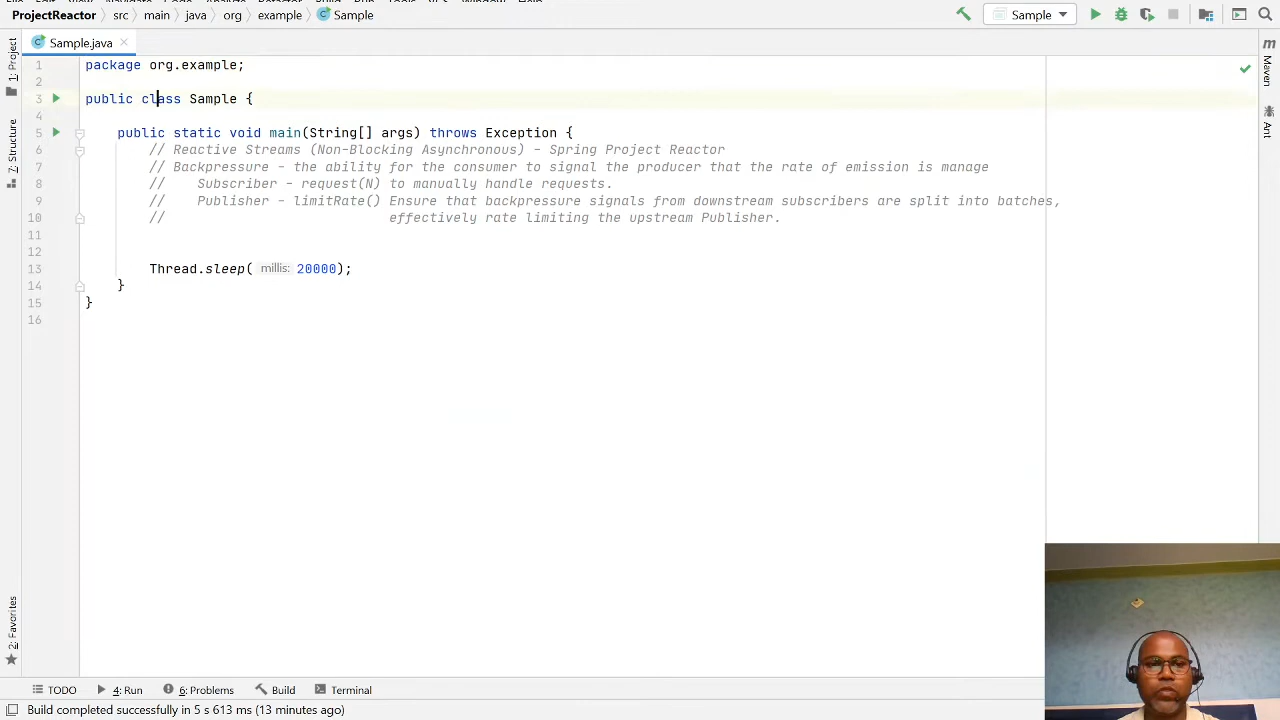 ProjectReactor src main java org example Sample
Sample
Sample.java
1 package org.example;
2
3 public class Sample {
4
5 public static void main(String[] args) throws Exception {
6 // Reactive Streams (Non-Blocking Asynchronous) - Spring Project Reactor
7 // Backpressure - the ability for the consumer to signal the producer that the rate of emission is manage
8 // Subscriber - request(N) to manually handle requests.
9 // Publisher - limitRate() Ensure that backpressure signals from downstream subscribers are split into batches,
10 // effectively rate limiting the upstream Publisher.
11
12
13 Thread.sleep( millis: 20000);
14 }
15 }
16
1: Project
7: Structure
2: Favorites
Maven
Ant
TODO 4: Run 6: Problems Build Terminal
Build completed successfully in 5 s 613 ms (13 minutes ago)